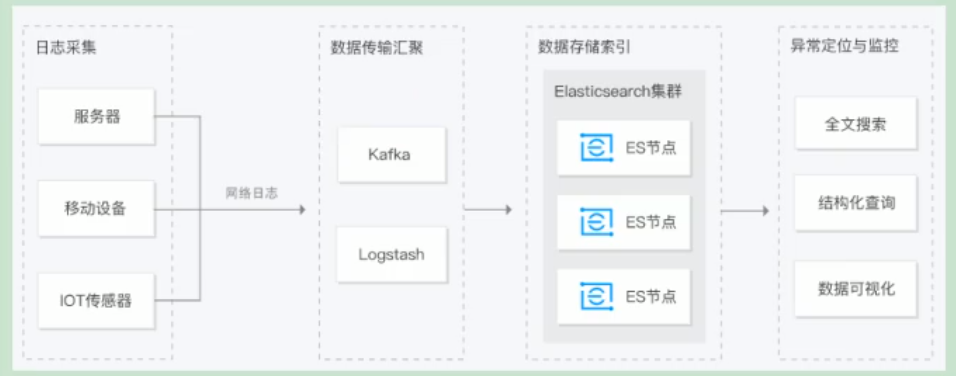 日志采集
服务器
移动设备
IOT传感器
网络日志
数据传输汇聚
Kafka
Logstash
数据存储索引
Elasticsearch集群
ES节点
ES节点
ES节点
异常定位与监控
全文搜索
结构化查询
数据可视化